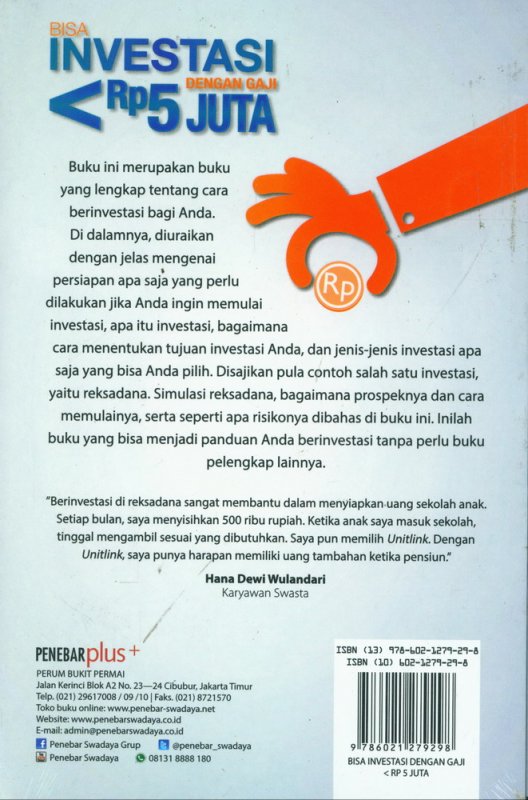 BISA
INVESTASI
DENGAN GAJI
< Rp5 JUTA
Buku ini merupakan buku
yang lengkap tentang cara
berinvestasi bagi Anda.
Di dalamnya, diuraikan
dengan jelas mengenai
persiapan apa saja yang perlu
dilakukan jika Anda ingin memulai
investasi, apa itu investasi, bagaimana
cara menentukan tujuan investasi Anda, dan jenis-jenis investasi apa
saja yang bisa Anda pilih. Disajikan pula contoh salah satu investasi,
yaitu reksadana. Simulasi reksadana, bagaimana prospeknya dan cara
memulainya, serta seperti apa risikonya dibahas di buku ini. Inilah
buku yang bisa menjadi panduan Anda berinvestasi tanpa perlu buku
pelengkap lainnya.
Rp
"Berinvestasi di reksadana sangat membantu dalam menyiapkan uang sekolah anak.
Setiap bulan, saya menyisihkan 500 ribu rupiah. Ketika anak saya masuk sekolah,
tinggal mengambil sesuai yang dibutuhkan. Saya pun memilih Unitlink. Dengan
Unitlink, saya punya harapan memiliki uang tambahan ketika pensiun."
Hana Dewi Wulandari
Karyawan Swasta
PENEBAR plus+
PERUM BUKIT PERMAI
Jalan Kerinci Blok A2 No. 23—24 Cibubur, Jakarta Timur
Telp. (021) 29617008 / 09 /10 | Faks. (021) 8721570
Toko buku online: www.penebar-swadaya.net
Website: www.penebarswadaya.co.id
E-mail: admin@penebarswadaya.co.id
Penebar Swadaya Grup @penebar_swadaya
Penebar Swadaya 08131 8888 180
ISBN (13) 978-602-1279-29-8
ISBN (10) 602-1279-29-8
9 786021 279298
BISA INVESTASI DENGAN GAJI
< RP 5 JUTA